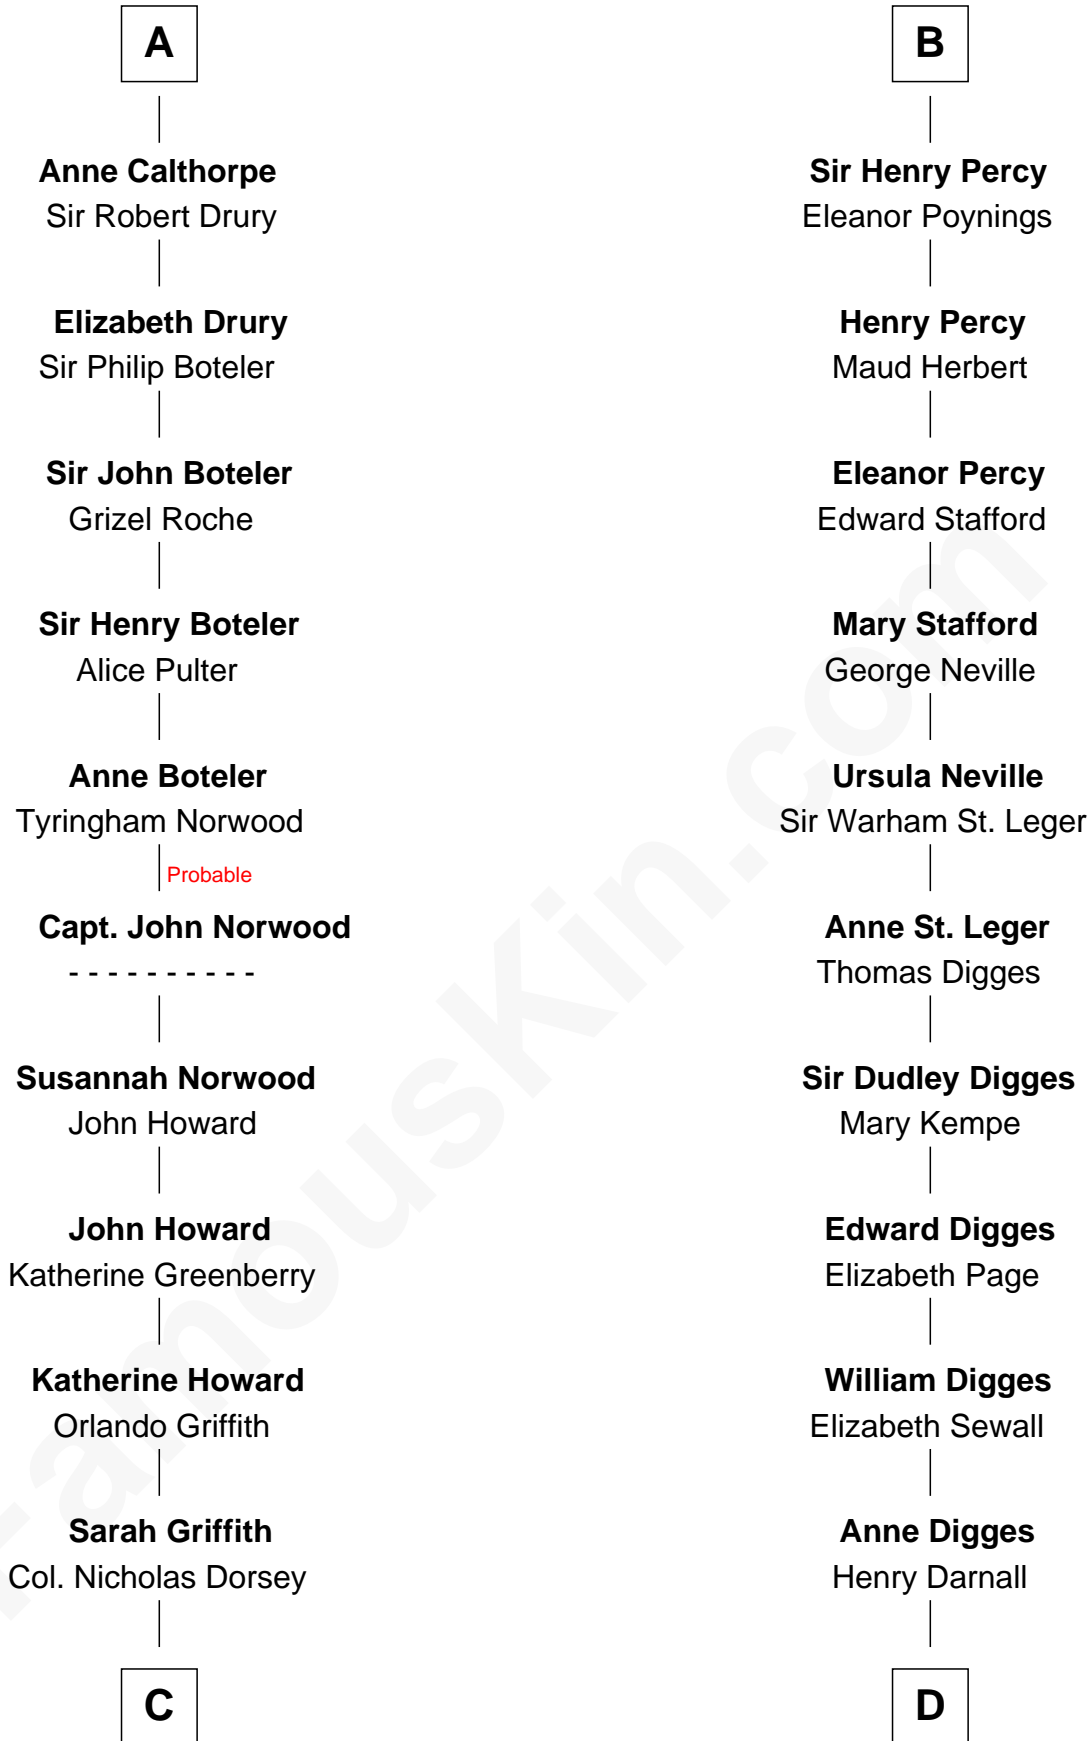 A
Anne Calthorpe
Sir Robert Drury
Elizabeth Drury
Sir Philip Boteler
Sir John Boteler
Grizel Roche
Sir Henry Boteler
Alice Pulter
Anne Boteler
Tyringham Norwood
Probable
Capt. John Norwood
- - - - - - - - - -
Susannah Norwood
John Howard
John Howard
Katherine Greenberry
Katherine Howard
Orlando Griffith
Sarah Griffith
Col. Nicholas Dorsey
C
B
Sir Henry Percy
Eleanor Poynings
Henry Percy
Maud Herbert
Eleanor Percy
Edward Stafford
Mary Stafford
George Neville
Ursula Neville
Sir Warham St. Leger
Anne St. Leger
Thomas Digges
Sir Dudley Digges
Mary Kempe
Edward Digges
Elizabeth Page
William Digges
Elizabeth Sewall
Anne Digges
Henry Darnall
D
FamousKin.com